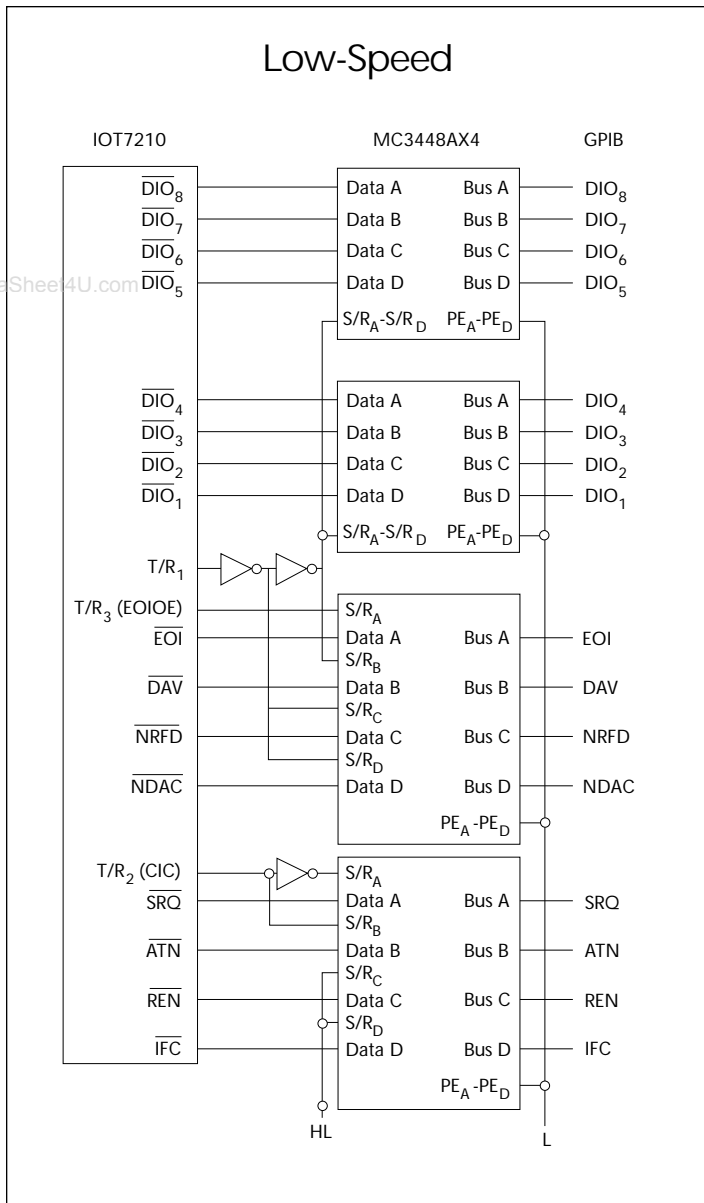 Low-Speed
IOT7210 MC3448AX4 GPIB
DIO8 Data A Bus A DIO8
DIO7 Data B Bus B DIO7
DIO6 Data C Bus C DIO6
aSheet4U.com DIO5 Data D Bus D DIO5
S/RA-S/RD PEA-PED
DIO4 Data A Bus A DIO4
DIO3 Data B Bus B DIO3
DIO2 Data C Bus C DIO2
DIO1 Data D Bus D DIO1
S/RA-S/RD PEA-PED
T/R1
T/R3 (EOIOE) S/RA
EOI Data A Bus A EOI
S/RB
DAV Data B Bus B DAV
S/RC
NRFD Data C Bus C NRFD
S/RD
NDAC Data D Bus D NDAC
PEA-PED
T/R2 (CIC) S/RA
SRQ Data A Bus A SRQ
S/RB
ATN Data B Bus B ATN
S/RC
REN Data C Bus C REN
S/RD
IFC Data D Bus D IFC
PEA-PED
HL L